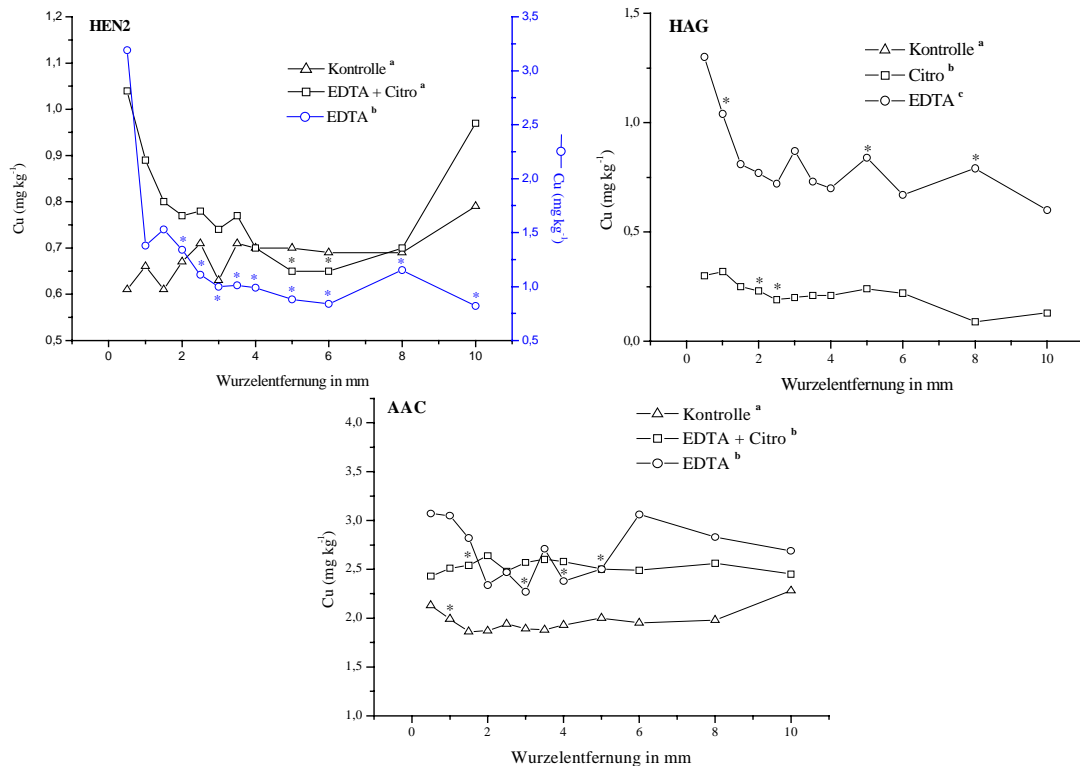 HEN2
Kontrolle a
EDTA + Citro a
EDTA b
Cu (mg kg-1)
Cu (mg kg-1)
1,2
1,1
1,0
0,9
0,8
0,7
0,6
0,5
3,5
3,0
2,5
2,0
1,5
1,0
0,5
0 2 4 6 8 10
Wurzelentfernung in mm
* * * * * * * * * * *
HAG
Kontrolle a
Citro b
EDTA c
Cu (mg kg-1)
1,5
1,0
0,5
0,0
0 2 4 6 8 10
Wurzelentfernung in mm
* * * * *
AAC
Kontrolle a
EDTA + Citro b
EDTA b
Cu (mg kg-1)
4,0
3,5
3,0
2,5
2,0
1,5
1,0
0 2 4 6 8 10
Wurzelentfernung in mm
* * * * *